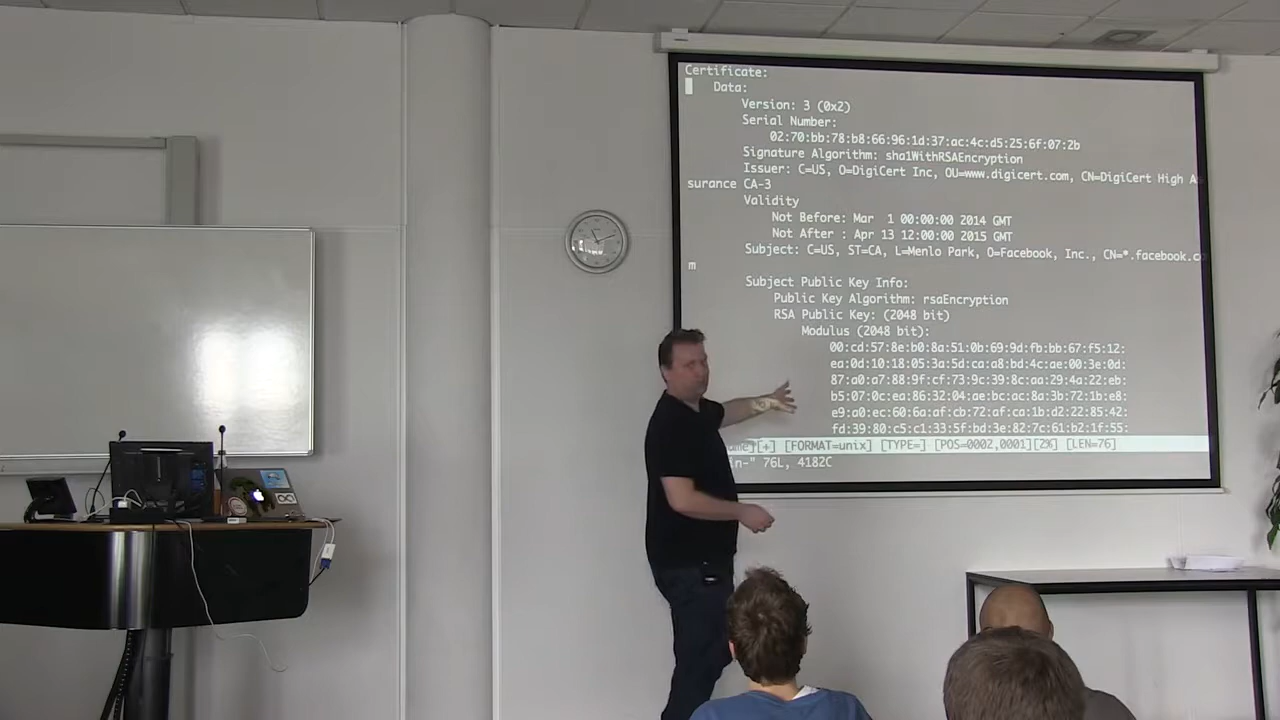 Certificate:
Data:
Version: 3 (0x2)
Serial Number:
02:70:bb:78:b8:66:96:1d:37:ac:4c:d5:25:6f:07:2b
Signature Algorithm: sha1WithRSAEncryption
Issuer: C=US, O=DigiCert Inc, OU=www.digicert.com, CN=DigiCert High As
surance CA-3
Validity
Not Before: Mar  1 00:00:00 2014 GMT
Not After : Apr 13 12:00:00 2015 GMT
Subject: C=US, ST=CA, L=Menlo Park, O=Facebook, Inc., CN=*.facebook.co
m
Subject Public Key Info:
Public Key Algorithm: rsaEncryption
RSA Public Key: (2048 bit)
Modulus (2048 bit):
00:cd:57:8e:b0:8a:51:0b:69:9d:fb:bb:67:f5:12:
ea:0d:10:18:05:3a:5d:ca:a8:bd:4c:ae:00:3e:0d:
87:a0:a7:88:9f:cf:73:9c:39:8c:aa:29:4a:22:eb:
b5:07:0c:ea:86:32:04:ae:bc:ac:8a:3b:72:1b:e8:
e9:a0:ec:60:6a:af:cb:72:af:ca:1b:d2:22:85:42:
fd:39:80:c5:c1:33:5f:bd:3e:82:7c:61:b2:1f:55:
[+] [FORMAT=unix] [TYPE=] [POS=0002,0001][2%] [LEN=76]
in-" 76L, 4182C